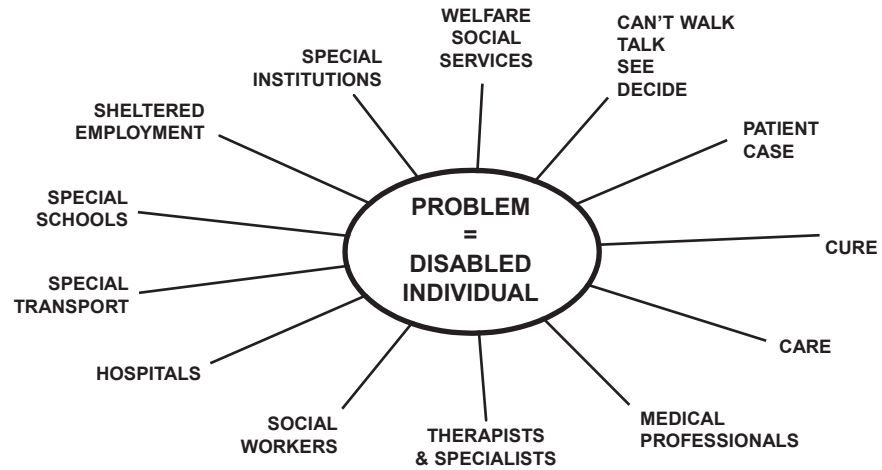 WELFARE
SOCIAL
SERVICES
CAN'T WALK
TALK
SEE
DECIDE
SPECIAL
INSTITUTIONS
SHELTERED
EMPLOYMENT
PATIENT
CASE
SPECIAL
SCHOOLS
PROBLEM
=
DISABLED
INDIVIDUAL
CURE
SPECIAL
TRANSPORT
CARE
HOSPITALS
SOCIAL
WORKERS
THERAPISTS
& SPECIALISTS
MEDICAL
PROFESSIONALS